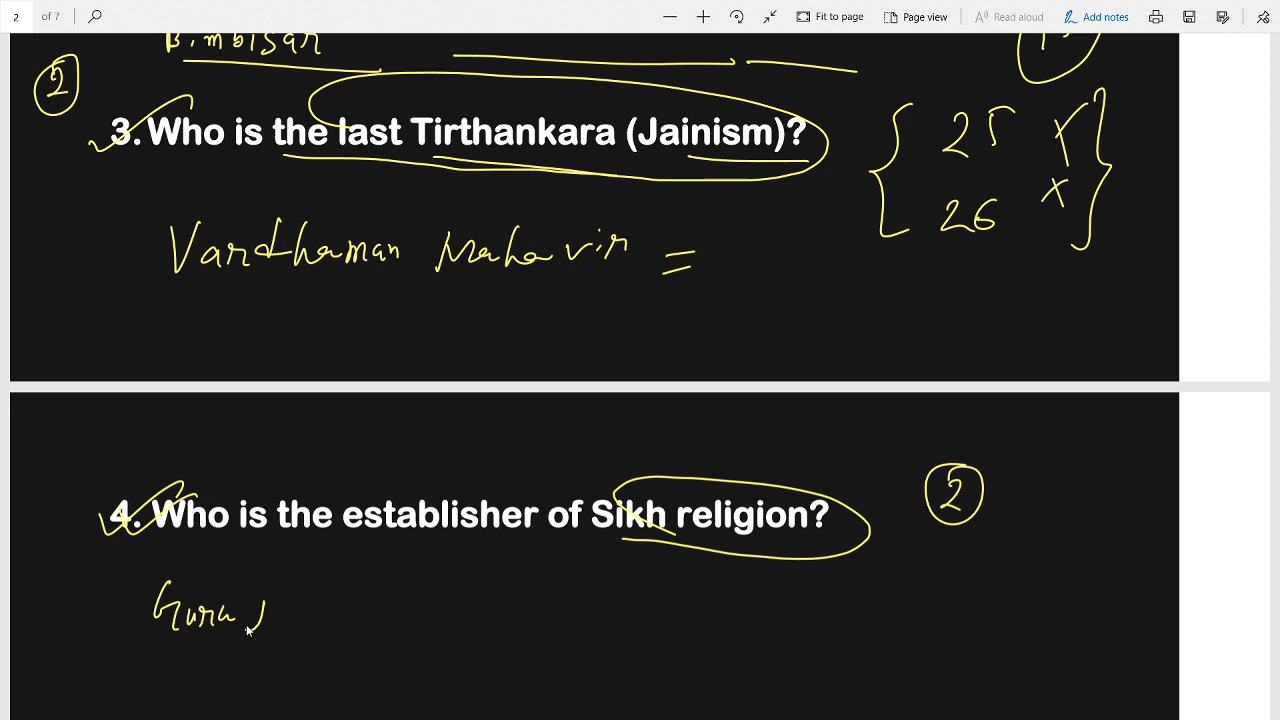 2 of 7 Fit to page Page view Read aloud Add notes
Bimbisar
2
3. Who is the last Tirthankara (Jainism)?
25 x
26 x
Vardhaman Mahavir =
4. Who is the establisher of Sikh religion?
2
Guru